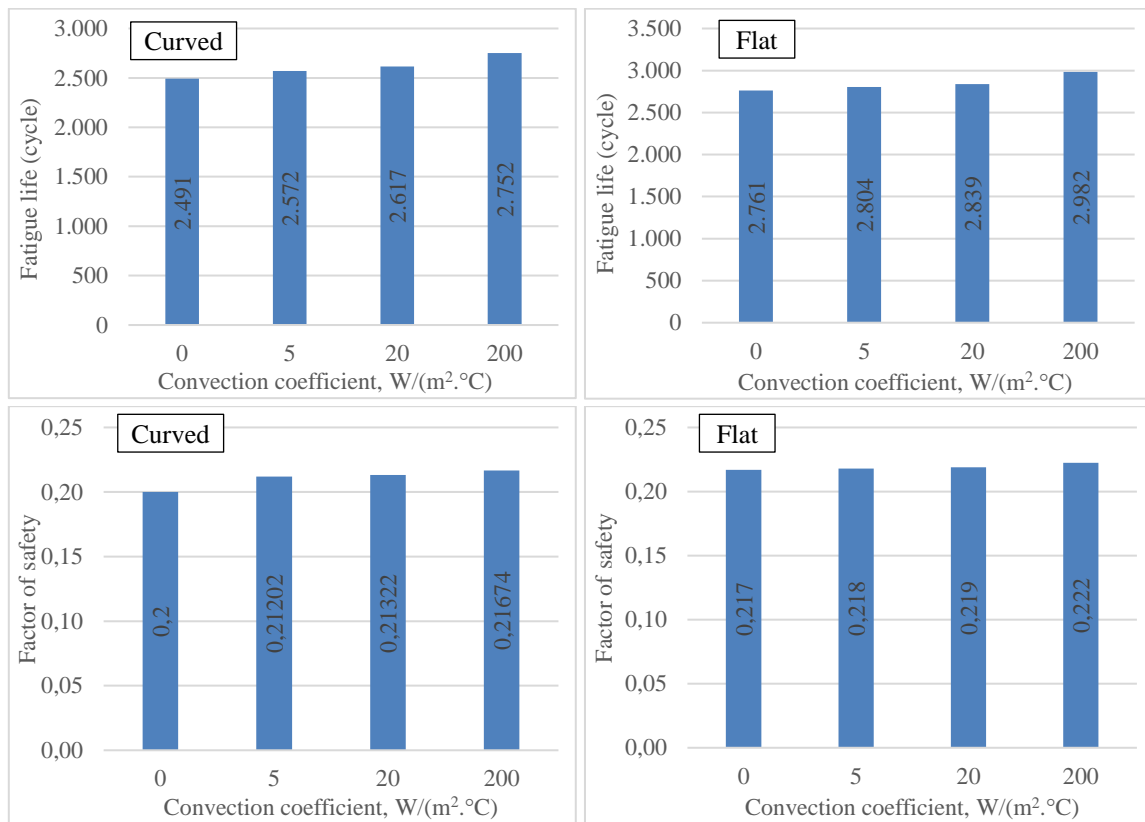 Curved
Fatigue life (cycle)
3.000
2.500
2.000
1.500
1.000
500
0
2.491
2.572
2.617
2.752
0 5 20 200
Convection coefficient, W/(m².°C)
Flat
Fatigue life (cycle)
3.500
3.000
2.500
2.000
1.500
1.000
500
0
2.761
2.804
2.839
2.982
0 5 20 200
Convection coefficient, W/(m².°C)
Curved
Factor of safety
0,25
0,20
0,15
0,10
0,05
0,00
0,2
0,21202
0,21322
0,21674
0 5 20 200
Convection coefficient, W/(m².°C)
Flat
Factor of safety
0,25
0,20
0,15
0,10
0,05
0,00
0,217
0,218
0,219
0,222
0 5 20 200
Convection coefficient, W/(m².°C)